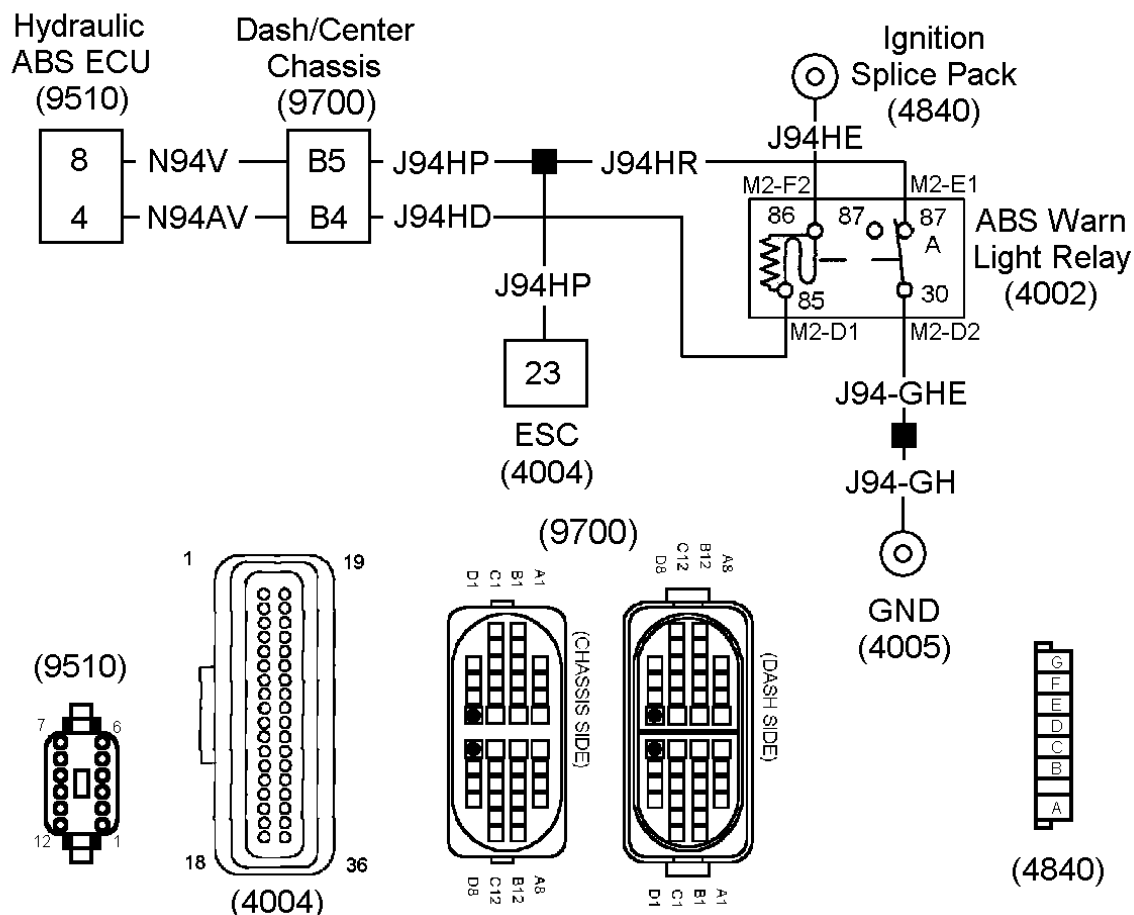 Hydraulic
ABS ECU
(9510)
Dash/Center
Chassis
(9700)
Ignition
Splice Pack
(4840)
8
N94V
B5
J94HP
J94HR
J94HE
4
N94AV
B4
J94HD
M2-F2
M2-E1
86
87
87
A
85
30
ABS Warn
Light Relay
(4002)
J94HP
M2-D1
M2-D2
23
ESC
(4004)
J94-GHE
J94-GH
GND
(4005)
(9510)
7
6
12
1
1
19
18
36
(4004)
(9700)
D1
C1
B1
A1
(CHASSIS SIDE)
D8
C12
B12
A8
D8
C12
B12
A8
(DASH SIDE)
D1
C1
B1
A1
G
F
E
D
C
B
A
(4840)